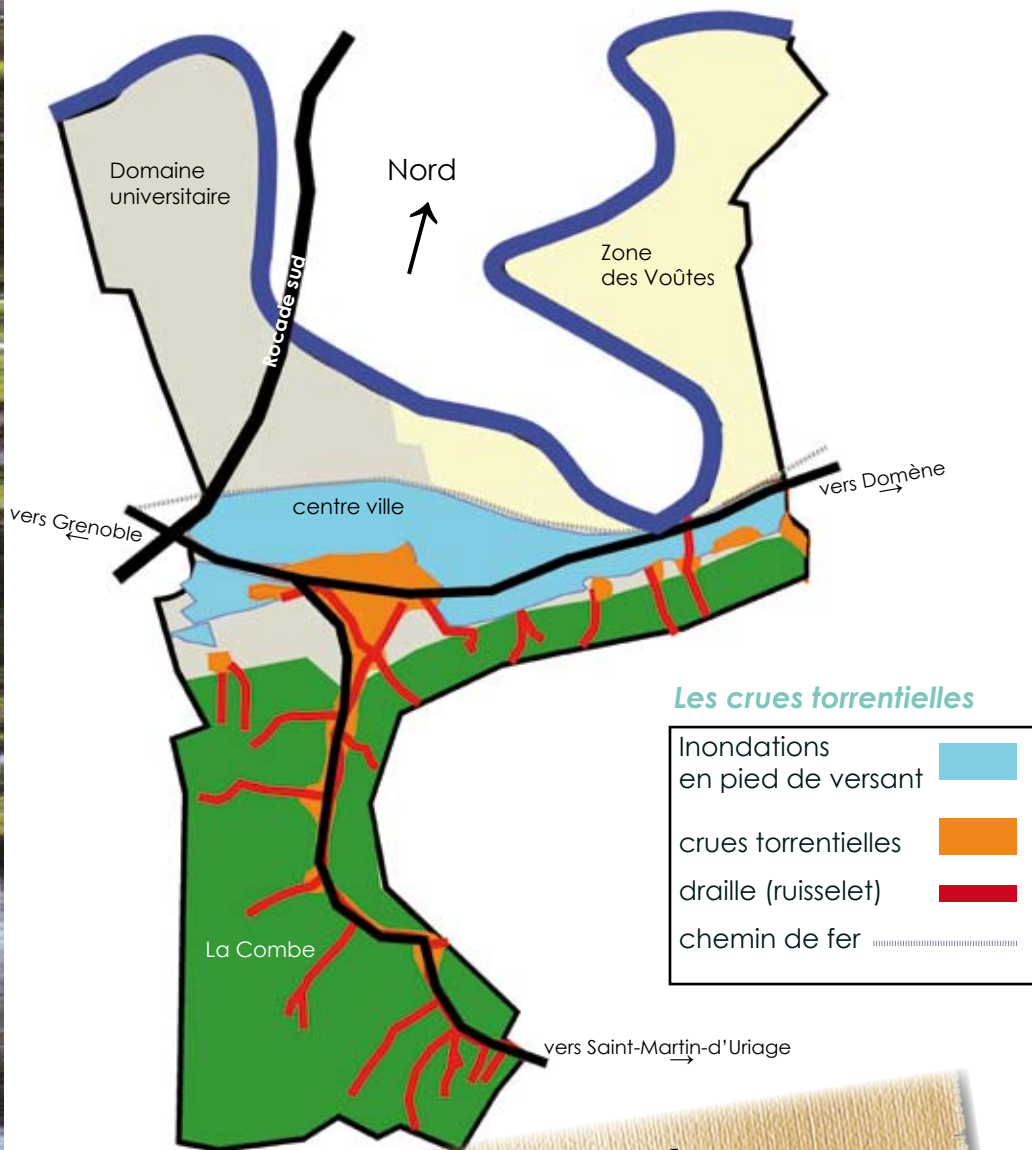 Domaine
universitaire
Nord
Rocade sud
Zone
des Voûtes
centre ville
vers Grenoble
←
vers Domène
→
Les crues torrentielles
Inondations
en pied de versant
crues torrentielles
draille (ruisselet)
chemin de fer
La Combe
vers Saint-Martin-d'Uriage
→